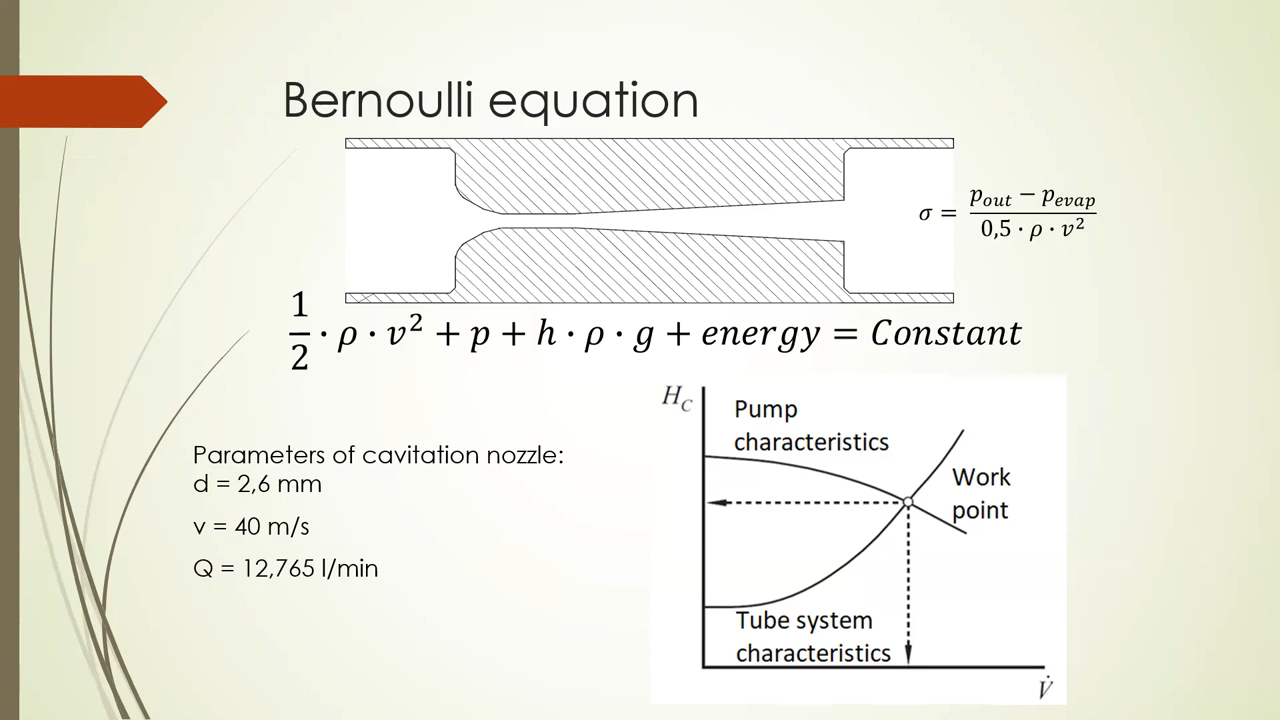 Bernoulli equation
σ = (p_out − p_evap) / (0,5 · ρ · v²)
1/2 · ρ · v² + p + h · ρ · g + energy = Constant
Parameters of cavitation nozzle:
d = 2,6 mm
v = 40 m/s
Q = 12,765 l/min
H_C
Pump
characteristics
Work
point
Tube system
characteristics
V̇